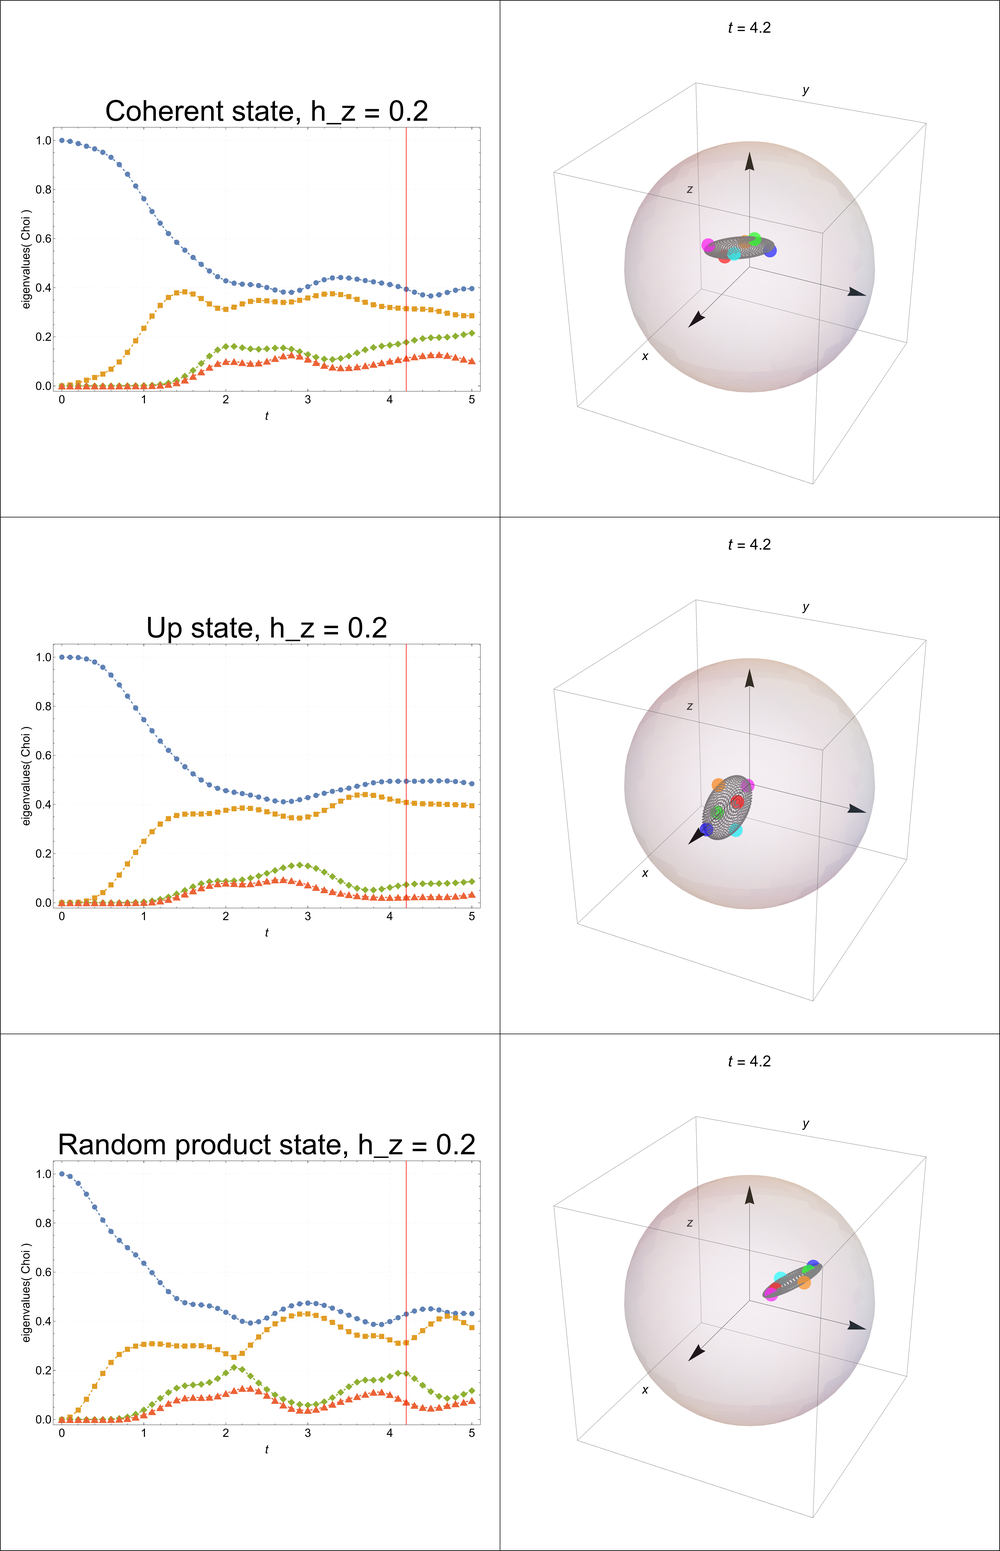 Coherent state, h_z = 0.2
eigenvalues( Choi )
1.0
0.8
0.6
0.4
0.2
0.0
0 1 2 3 4 5
t
t = 4.2
y
z
x
Up state, h_z = 0.2
eigenvalues( Choi )
1.0
0.8
0.6
0.4
0.2
0.0
0 1 2 3 4 5
t
t = 4.2
y
z
x
Random product state, h_z = 0.2
eigenvalues( Choi )
1.0
0.8
0.6
0.4
0.2
0.0
0 1 2 3 4 5
t
t = 4.2
y
z
x